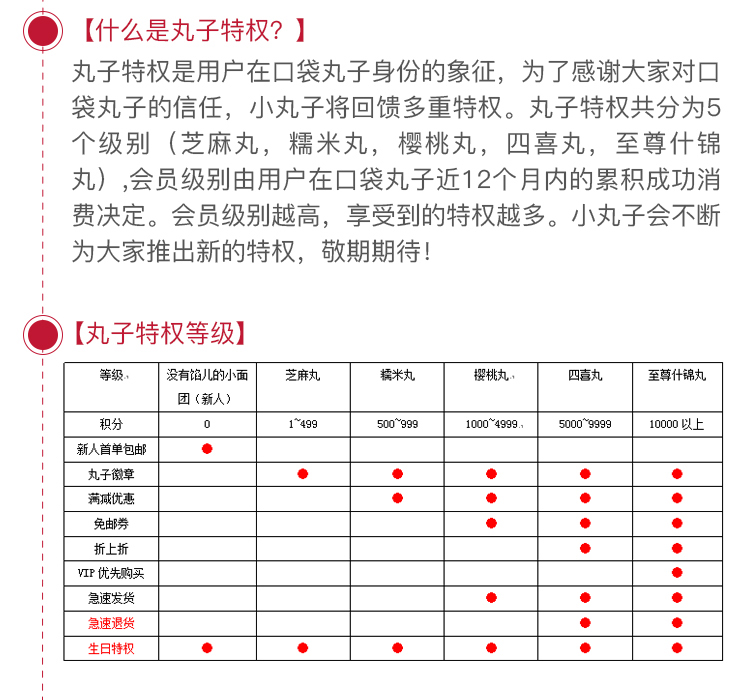 【什么是丸子特权？】
丸子特权是用户在口袋丸子身份的象征，为了感谢大家对口
袋丸子的信任，小丸子将回馈多重特权。丸子特权共分为5
个级别（芝麻丸，糯米丸，樱桃丸，四喜丸，至尊什锦
丸）,会员级别由用户在口袋丸子近12个月内的累积成功消
费决定。会员级别越高，享受到的特权越多。小丸子会不断
为大家推出新的特权，敬期期待！
【丸子特权等级】
等级 没有馅儿的小面 芝麻丸 糯米丸 樱桃丸 四喜丸 至尊什锦丸
团（新人）
积分 0 1~499 500~999 1000~4999 5000~9999 10000 以上
新人首单包邮
丸子徽章
满减优惠
免邮券
折上折
VIP 优先购买
急速发货
急速退货
生日特权